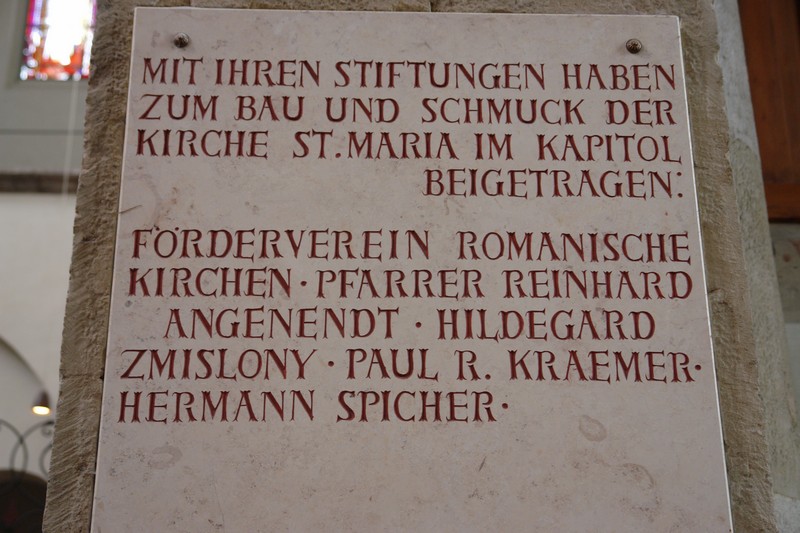 MIT IHREN STIFTUNGEN HABEN
ZUM BAU UND SCHMUCK DER
KIRCHE ST. MARIA IM KAPITOL
BEIGETRAGEN:
FÖRDERVEREIN ROMANISCHE
KIRCHEN · PFARRER REINHARD
ANGENENDT · HILDEGARD
ZMISLONY · PAUL R. KRAEMER ·
HERMANN SPICHER ·